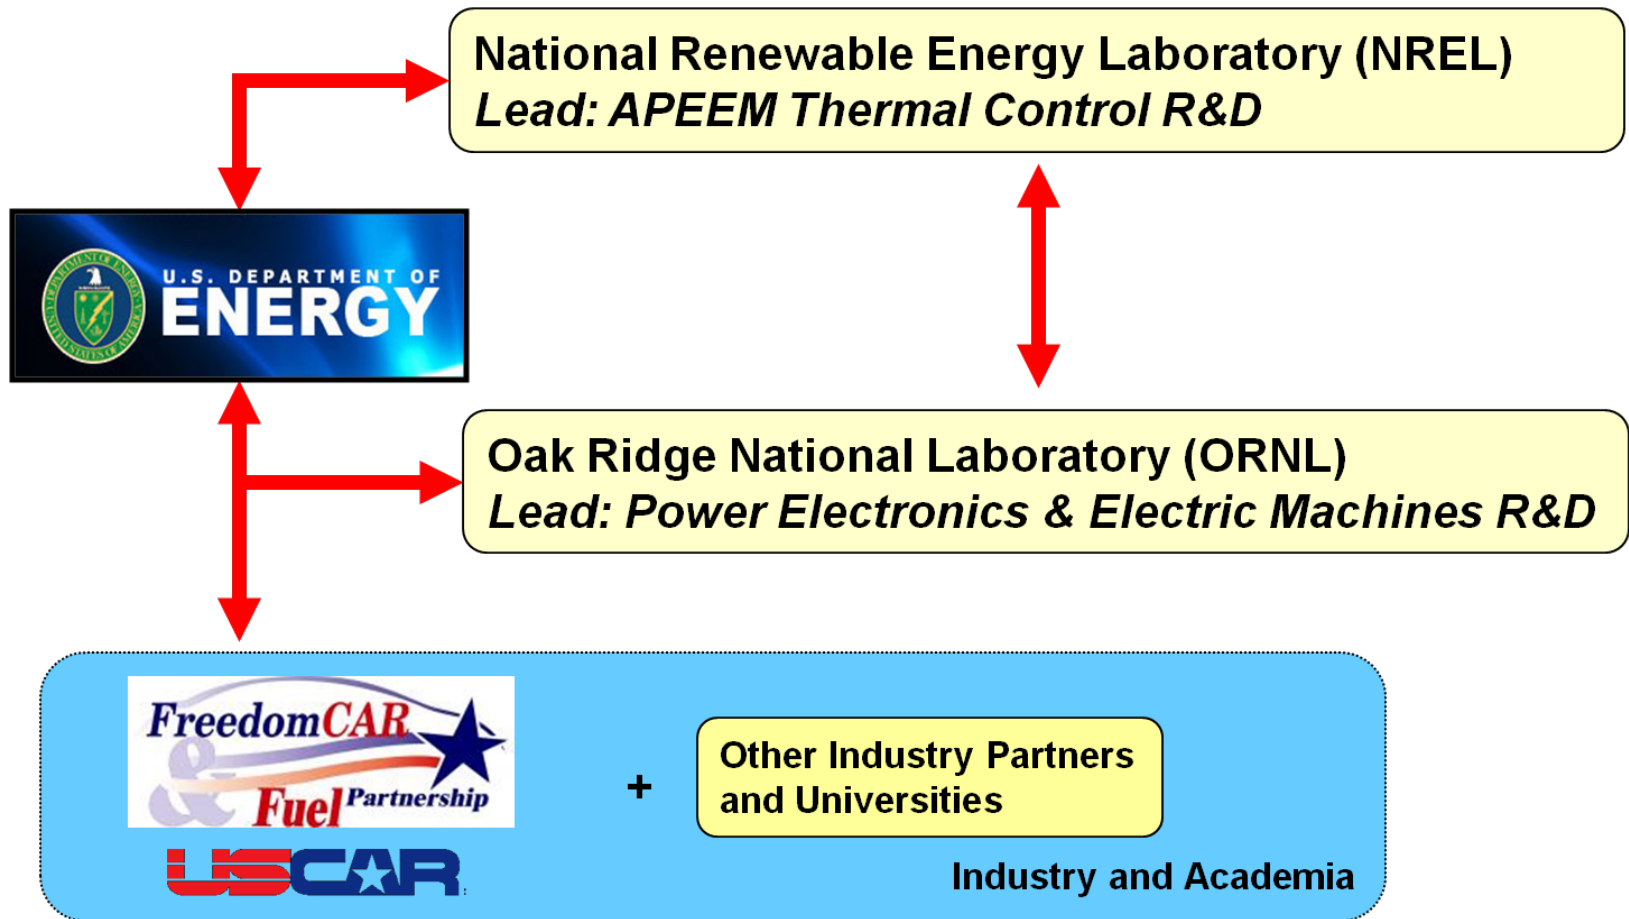 National Renewable Energy Laboratory (NREL)
Lead: APEEM Thermal Control R&D
U.S. DEPARTMENT OF
ENERGY
Oak Ridge National Laboratory (ORNL)
Lead: Power Electronics & Electric Machines R&D
FreedomCAR
&
Fuel Partnership
USCAR
+
Other Industry Partners
and Universities
Industry and Academia